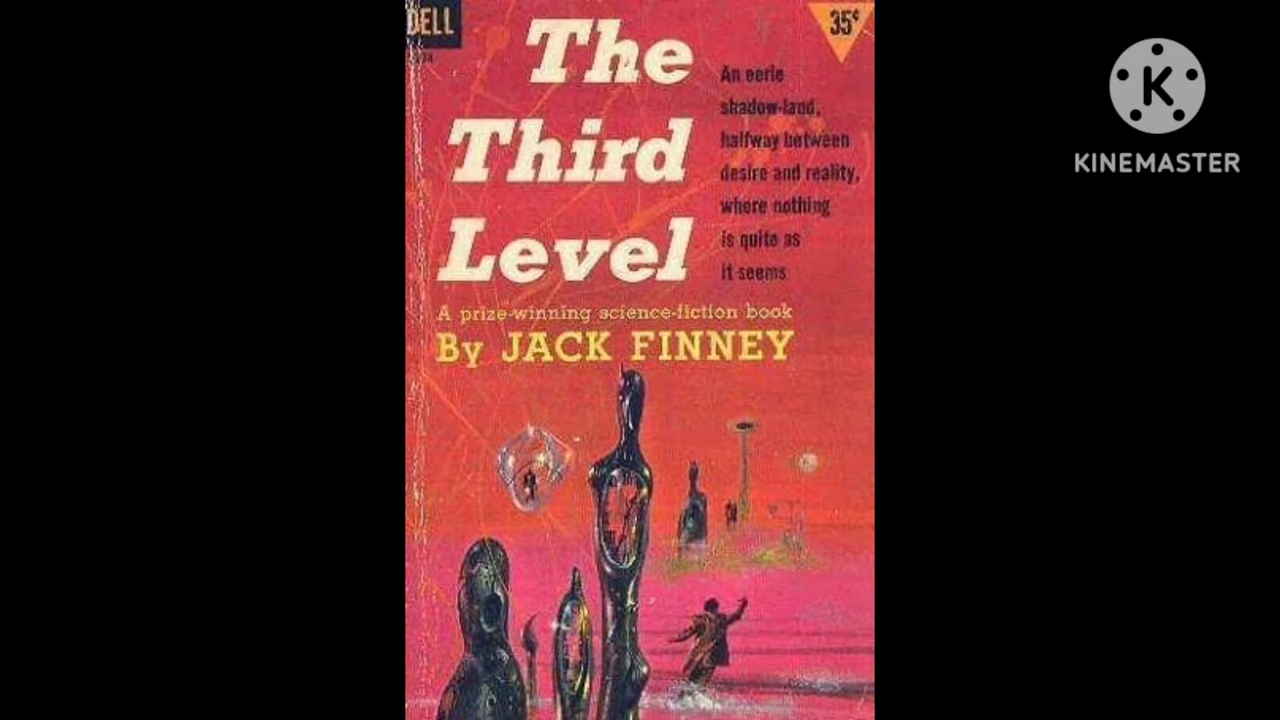 DELL
35¢
The
Third
Level
An eerie
shadow-land,
halfway between
desire and reality,
where nothing
is quite as
it seems
A prize-winning science-fiction book
By JACK FINNEY
K
KINEMASTER